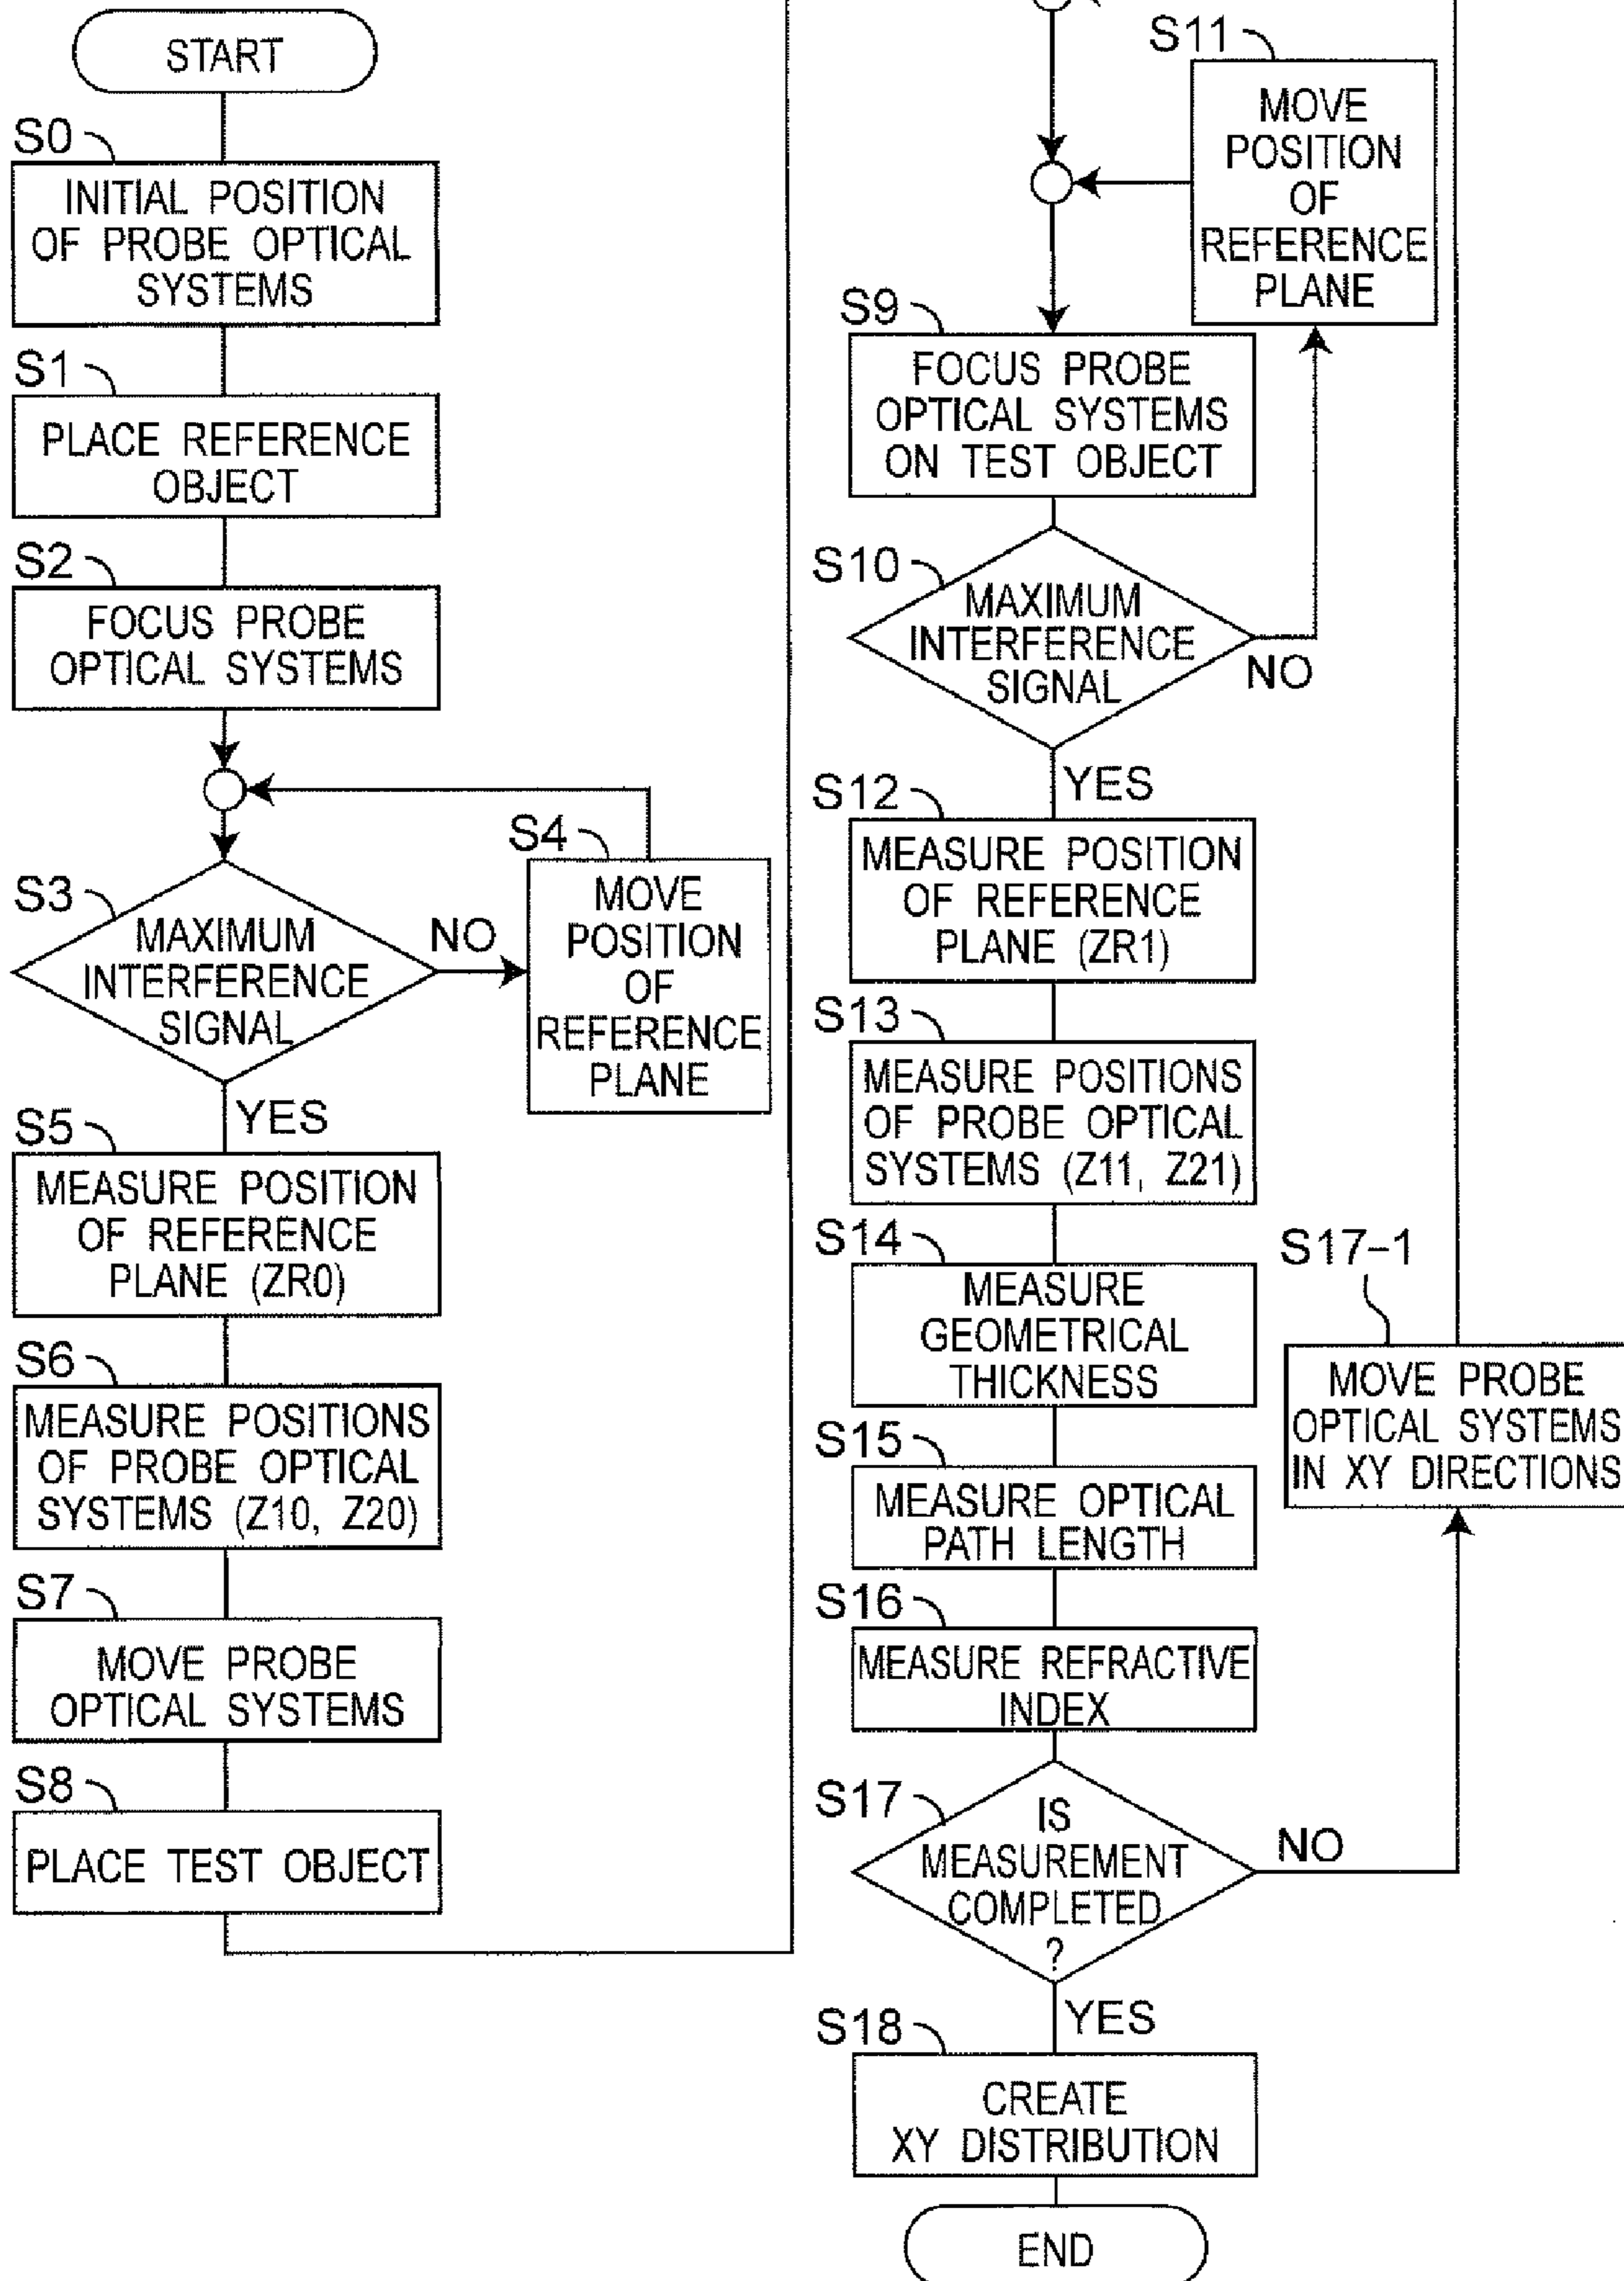 START
S0
INITIAL POSITION
OF PROBE OPTICAL
SYSTEMS
S1
PLACE REFERENCE
OBJECT
S2
FOCUS PROBE
OPTICAL SYSTEMS
S3
MAXIMUM
INTERFERENCE
SIGNAL
NO
S4
MOVE
POSITION
OF
REFERENCE
PLANE
YES
S5
MEASURE POSITION
OF REFERENCE
PLANE (ZR0)
S6
MEASURE POSITIONS
OF PROBE OPTICAL
SYSTEMS (Z10, Z20)
S7
MOVE PROBE
OPTICAL SYSTEMS
S8
PLACE TEST OBJECT
S11
MOVE
POSITION
OF
REFERENCE
PLANE
S9
FOCUS PROBE
OPTICAL SYSTEMS
ON TEST OBJECT
S10
MAXIMUM
INTERFERENCE
SIGNAL
NO
YES
S12
MEASURE POSITION
OF REFERENCE
PLANE (ZR1)
S13
MEASURE POSITIONS
OF PROBE OPTICAL
SYSTEMS (Z11, Z21)
S14
MEASURE
GEOMETRICAL
THICKNESS
S15
MEASURE OPTICAL
PATH LENGTH
S16
MEASURE REFRACTIVE
INDEX
S17
IS
MEASUREMENT
COMPLETED
?
NO
S17-1
MOVE PROBE
OPTICAL SYSTEMS
IN XY DIRECTIONS
YES
S18
CREATE
XY DISTRIBUTION
END